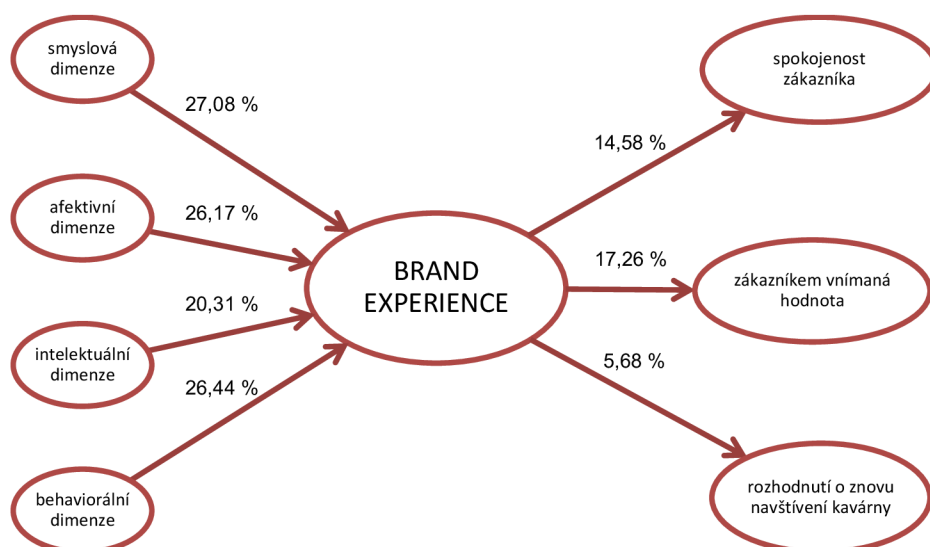 smyslová
dimenze
27,08 %
afektivní
dimenze
26,17 %
intelektuální
dimenze
20,31 %
behaviorální
dimenze
26,44 %
BRAND
EXPERIENCE
14,58 %
spokojenost
zákazníka
17,26 %
zákazníkem vnímaná
hodnota
5,68 %
rozhodnutí o znovu
navštívení kavárny